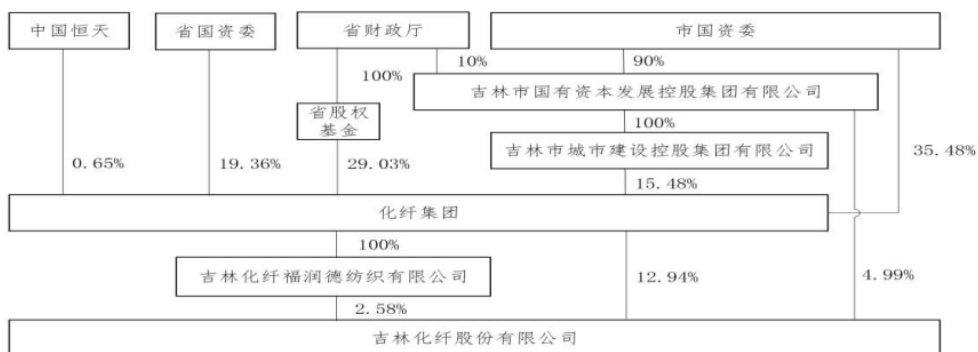 中国恒天
省国资委
省财政厅
市国资委
10%
90%
100%
吉林市国有资本发展控股集团有限公司
省股权
基金
100%
吉林市城市建设控股集团有限公司
35.48%
0.65%
19.36%
29.03%
15.48%
化纤集团
100%
吉林化纤福润德纺织有限公司
12.94%
4.99%
2.58%
吉林化纤股份有限公司